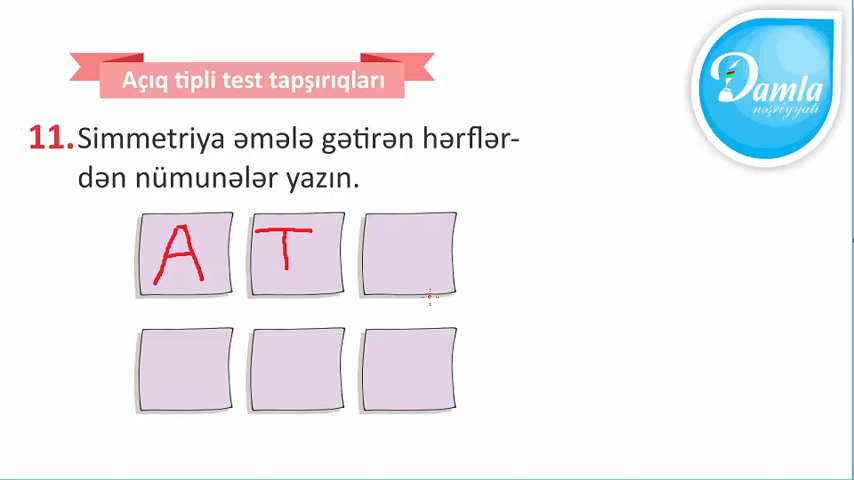 Açıq tipli test tapşırıqları
Damla
nəşriyyatı
11. Simmetriya əmələ gətirən hərflər-
dən nümunələr yazın.
A T